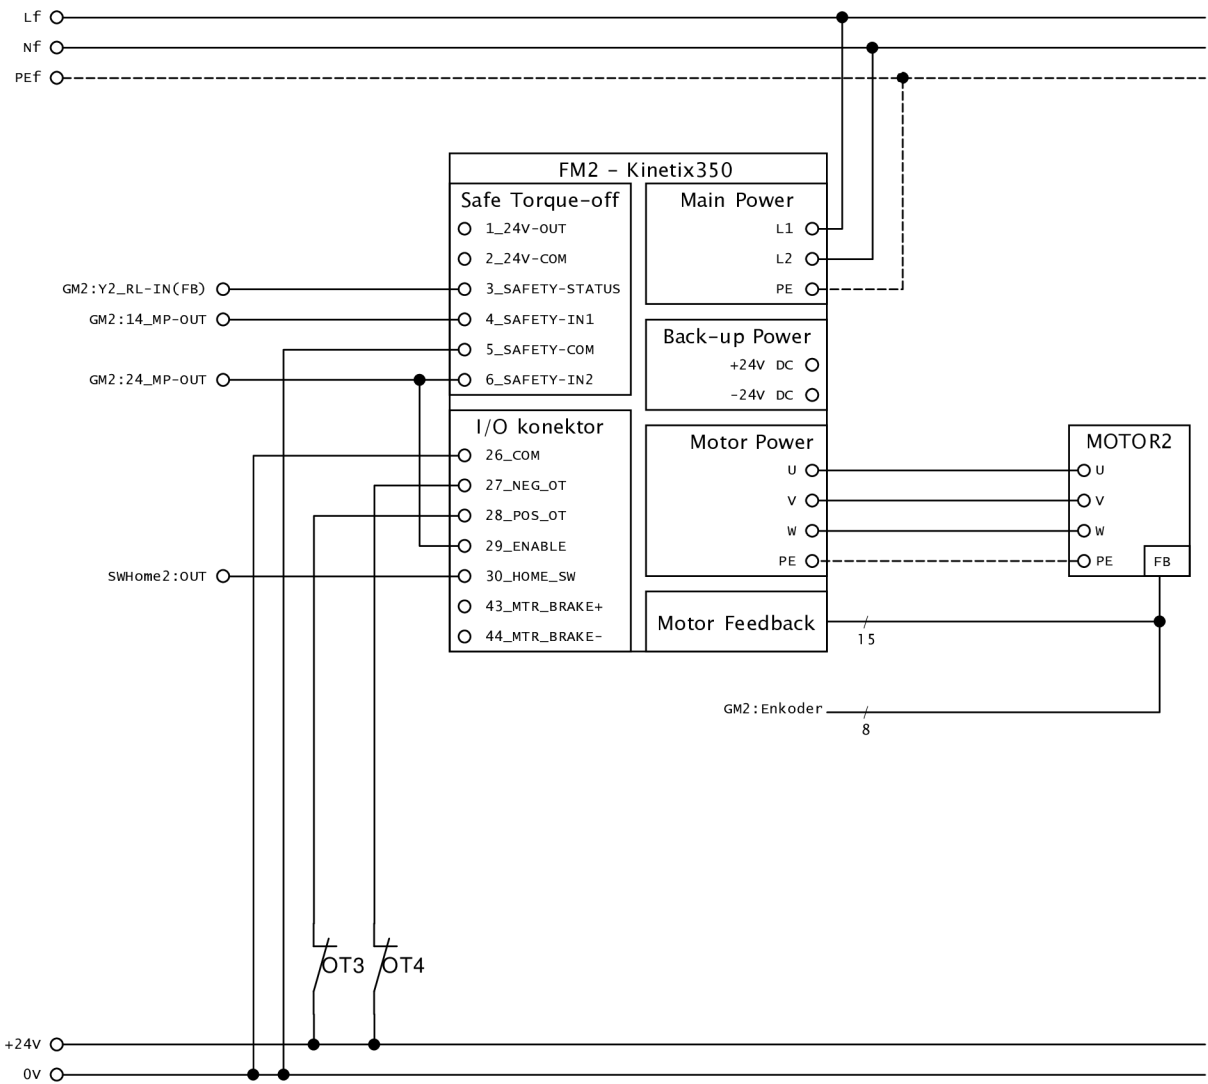 Lf
Nf
PEf
FM2 - Kinetix350
Safe Torque-off
1_24V-OUT
2_24V-COM
GM2:Y2_RL-IN(FB)
3_SAFETY-STATUS
GM2:14_MP-OUT
4_SAFETY-IN1
5_SAFETY-COM
GM2:24_MP-OUT
6_SAFETY-IN2
Main Power
L1
L2
PE
Back-up Power
+24V DC
-24V DC
I/O konektor
26_COM
27_NEG_OT
28_POS_OT
29_ENABLE
SWHome2:OUT
30_HOME_SW
43_MTR_BRAKE+
44_MTR_BRAKE-
Motor Power
U
V
W
PE
MOTOR2
U
V
W
PE
FB
Motor Feedback
15
GM2:Enkoder
8
OT3
OT4
+24V
0V